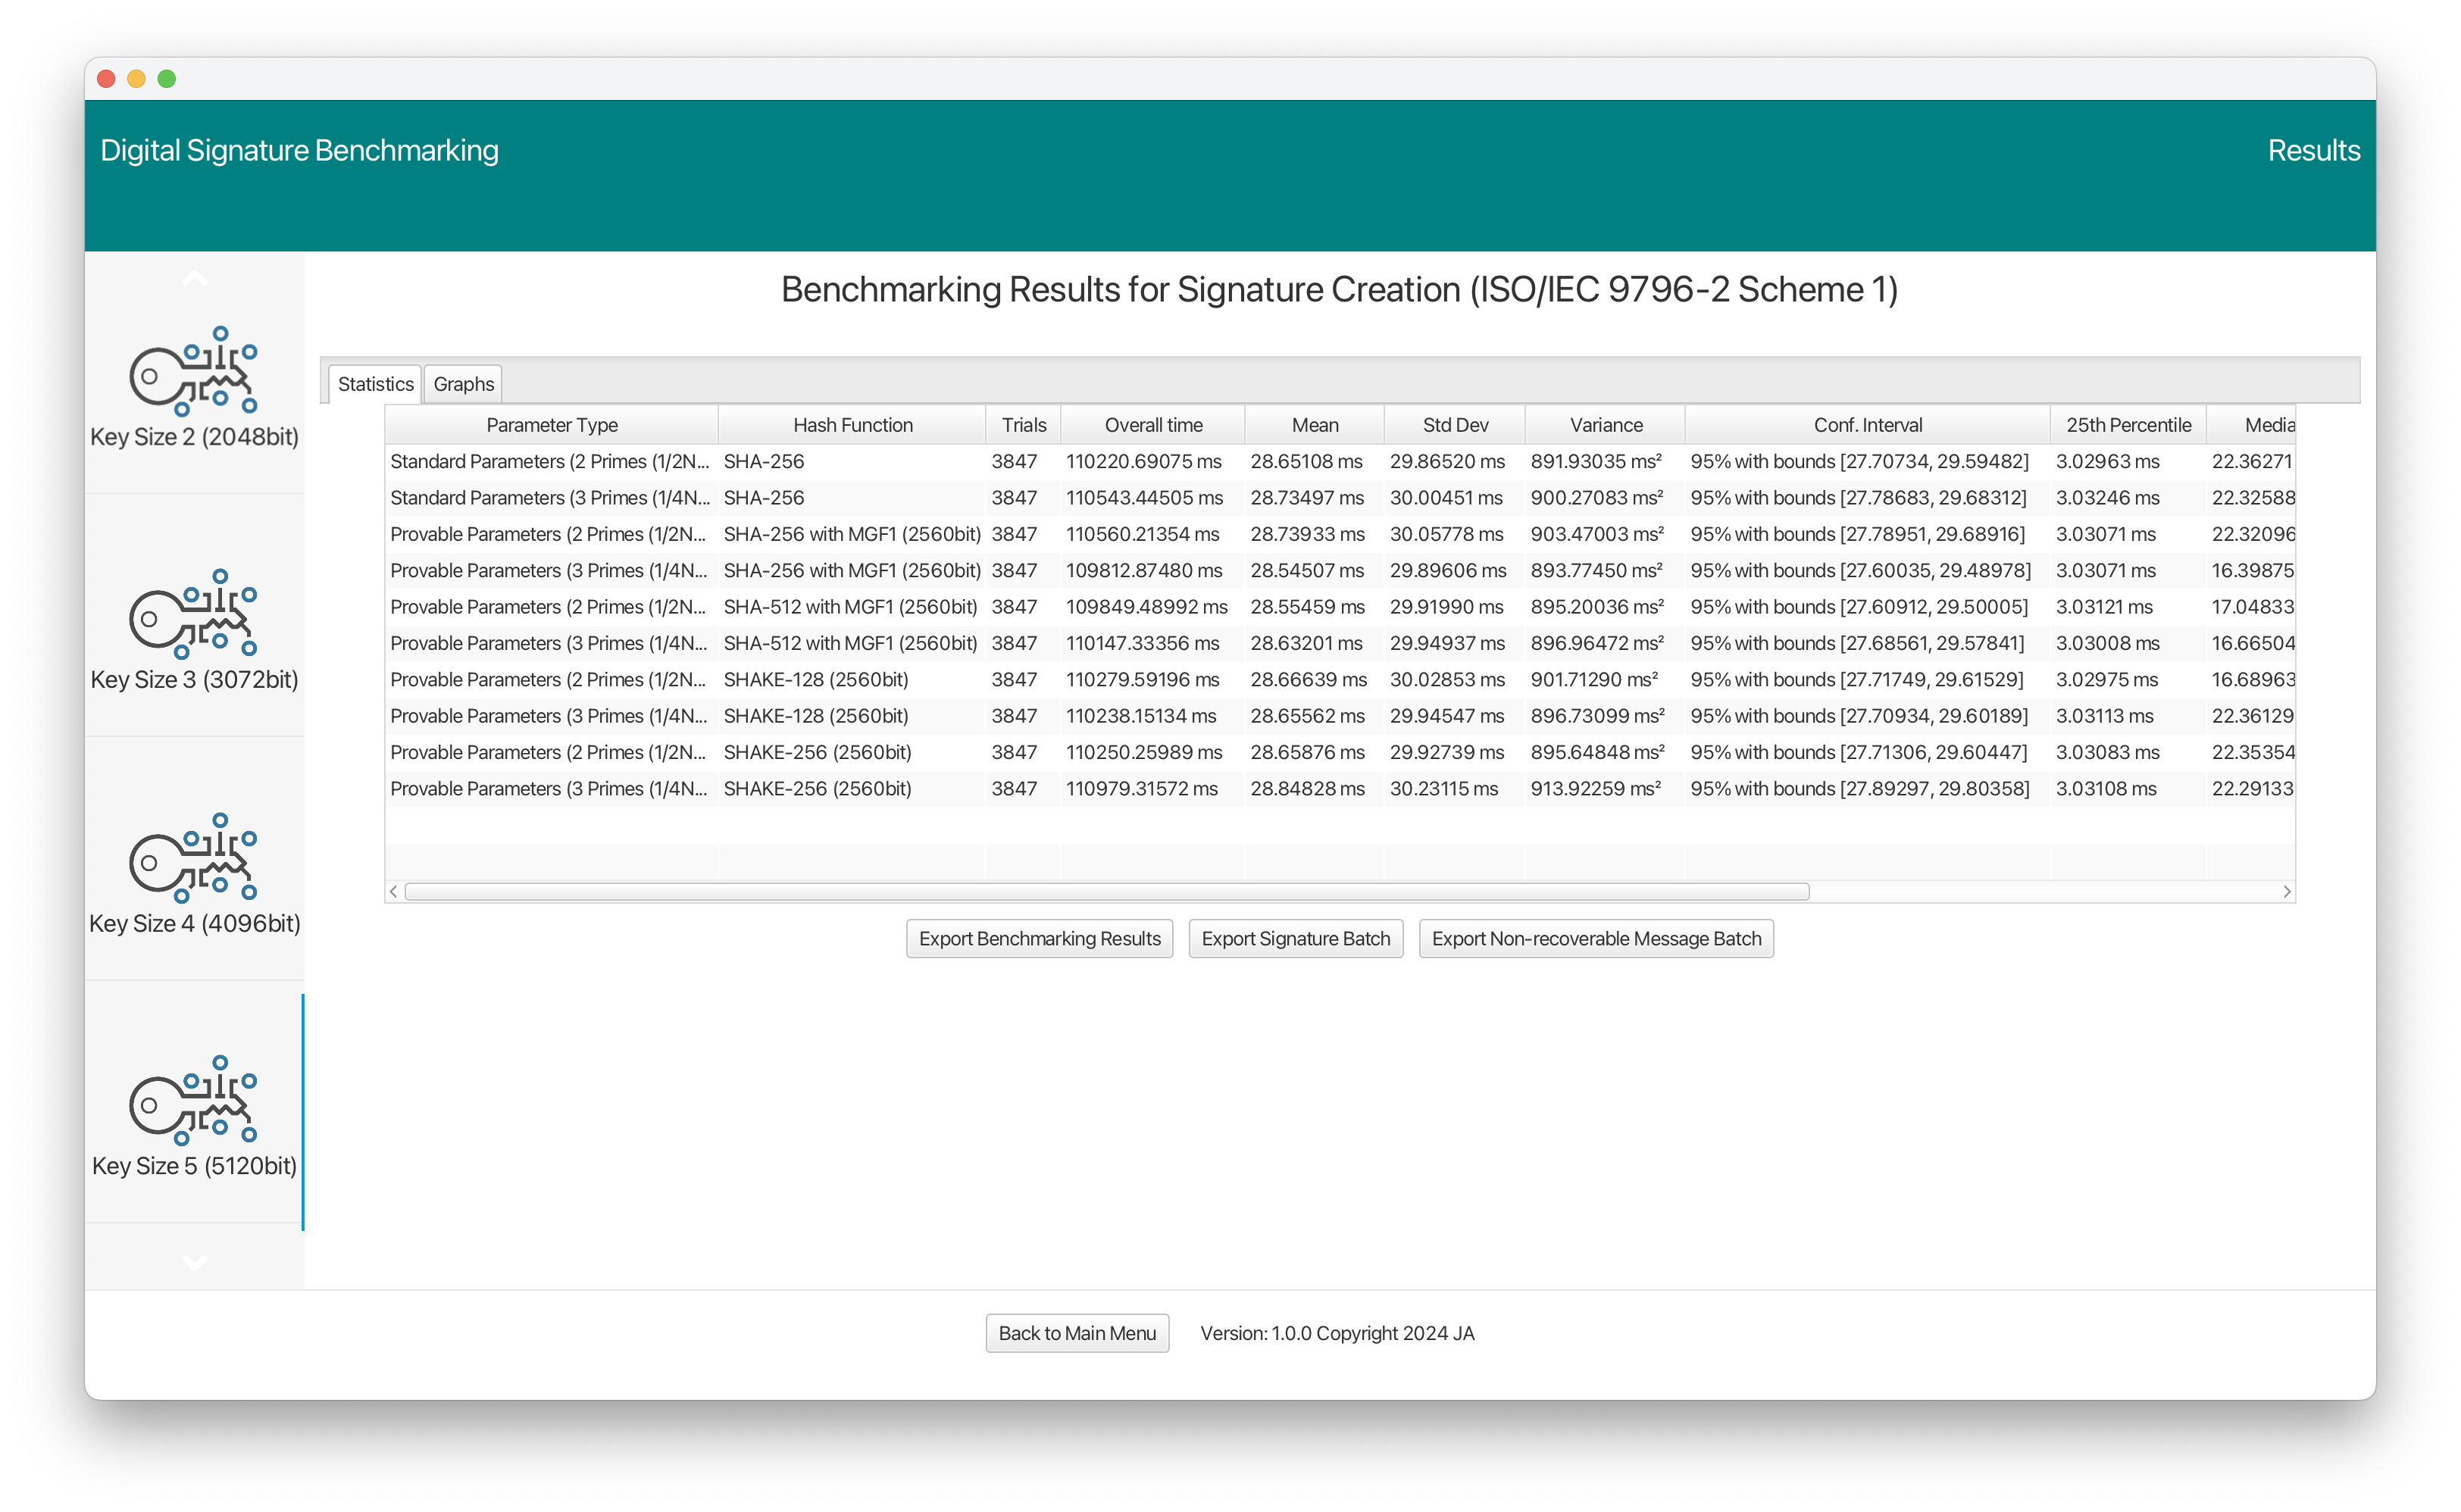 Digital Signature Benchmarking
Results
Key Size 2 (2048bit)
Key Size 3 (3072bit)
Key Size 4 (4096bit)
Key Size 5 (5120bit)
Benchmarking Results for Signature Creation (ISO/IEC 9796-2 Scheme 1)
Statistics Graphs
Parameter Type Hash Function Trials Overall time Mean Std Dev Variance Conf. Interval 25th Percentile Media
Standard Parameters (2 Primes (1/2N... SHA-256 3847 110220.69075 ms 28.65108 ms 29.86520 ms 891.93035 ms² 95% with bounds [27.70734, 29.59482] 3.02963 ms 22.36271
Standard Parameters (3 Primes (1/4N... SHA-256 3847 110543.44505 ms 28.73497 ms 30.00451 ms 900.27083 ms² 95% with bounds [27.78683, 29.68312] 3.03246 ms 22.32588
Provable Parameters (2 Primes (1/2N... SHA-256 with MGF1 (2560bit) 3847 110560.21354 ms 28.73933 ms 30.05778 ms 903.47003 ms² 95% with bounds [27.78951, 29.68916] 3.03071 ms 22.32096
Provable Parameters (3 Primes (1/4N... SHA-256 with MGF1 (2560bit) 3847 109812.87480 ms 28.54507 ms 29.89606 ms 893.77450 ms² 95% with bounds [27.60035, 29.48978] 3.03071 ms 16.39875
Provable Parameters (2 Primes (1/2N... SHA-512 with MGF1 (2560bit) 3847 109849.48992 ms 28.55459 ms 29.91990 ms 895.20036 ms² 95% with bounds [27.60912, 29.50005] 3.03121 ms 17.04833
Provable Parameters (3 Primes (1/4N... SHA-512 with MGF1 (2560bit) 3847 110147.33356 ms 28.63201 ms 29.94937 ms 896.96472 ms² 95% with bounds [27.68561, 29.57841] 3.03008 ms 16.66504
Provable Parameters (2 Primes (1/2N... SHAKE-128 (2560bit) 3847 110279.59196 ms 28.66639 ms 30.02853 ms 901.71290 ms² 95% with bounds [27.71749, 29.61529] 3.02975 ms 16.68963
Provable Parameters (3 Primes (1/4N... SHAKE-128 (2560bit) 3847 110238.15134 ms 28.65562 ms 29.94547 ms 896.73099 ms² 95% with bounds [27.70934, 29.60189] 3.03113 ms 22.36129
Provable Parameters (2 Primes (1/2N... SHAKE-256 (2560bit) 3847 110250.25989 ms 28.65876 ms 29.92739 ms 895.64848 ms² 95% with bounds [27.71306, 29.60447] 3.03083 ms 22.35354
Provable Parameters (3 Primes (1/4N... SHAKE-256 (2560bit) 3847 110979.31572 ms 28.84828 ms 30.23115 ms 913.92259 ms² 95% with bounds [27.89297, 29.80358] 3.03108 ms 22.29133
Export Benchmarking Results Export Signature Batch Export Non-recoverable Message Batch
Back to Main Menu Version: 1.0.0 Copyright 2024 JA